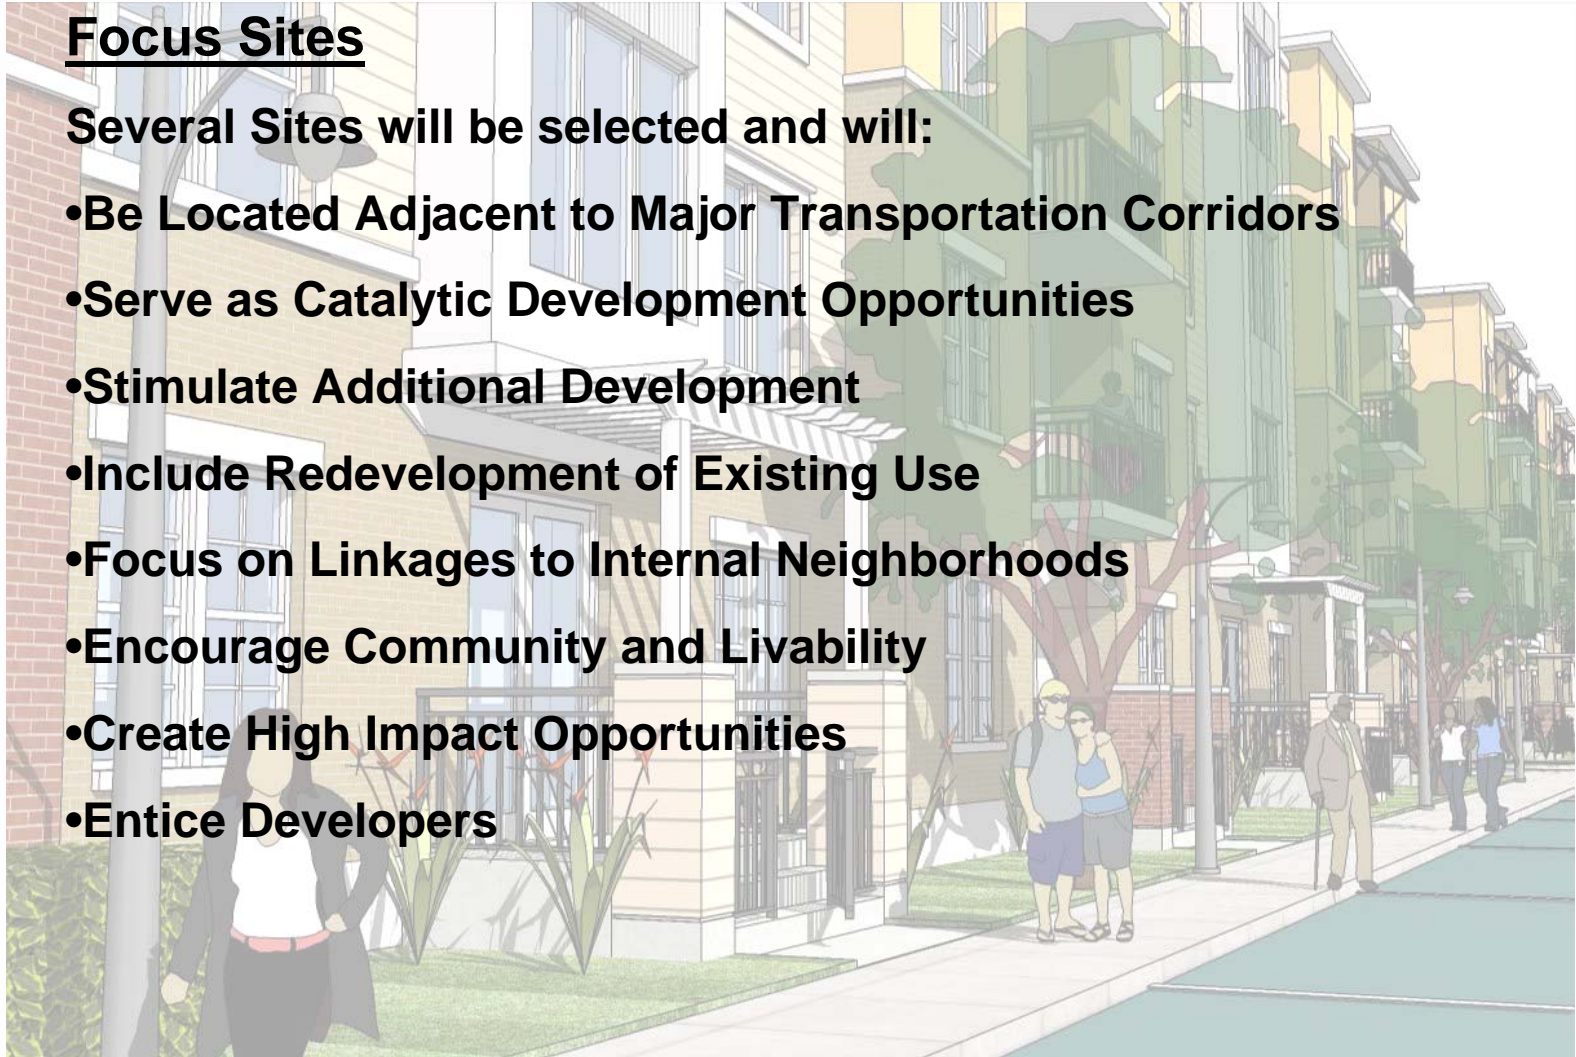 Focus Sites
Several Sites will be selected and will:
•Be Located Adjacent to Major Transportation Corridors
•Serve as Catalytic Development Opportunities
•Stimulate Additional Development
•Include Redevelopment of Existing Use
•Focus on Linkages to Internal Neighborhoods
•Encourage Community and Livability
•Create High Impact Opportunities
•Entice Developers